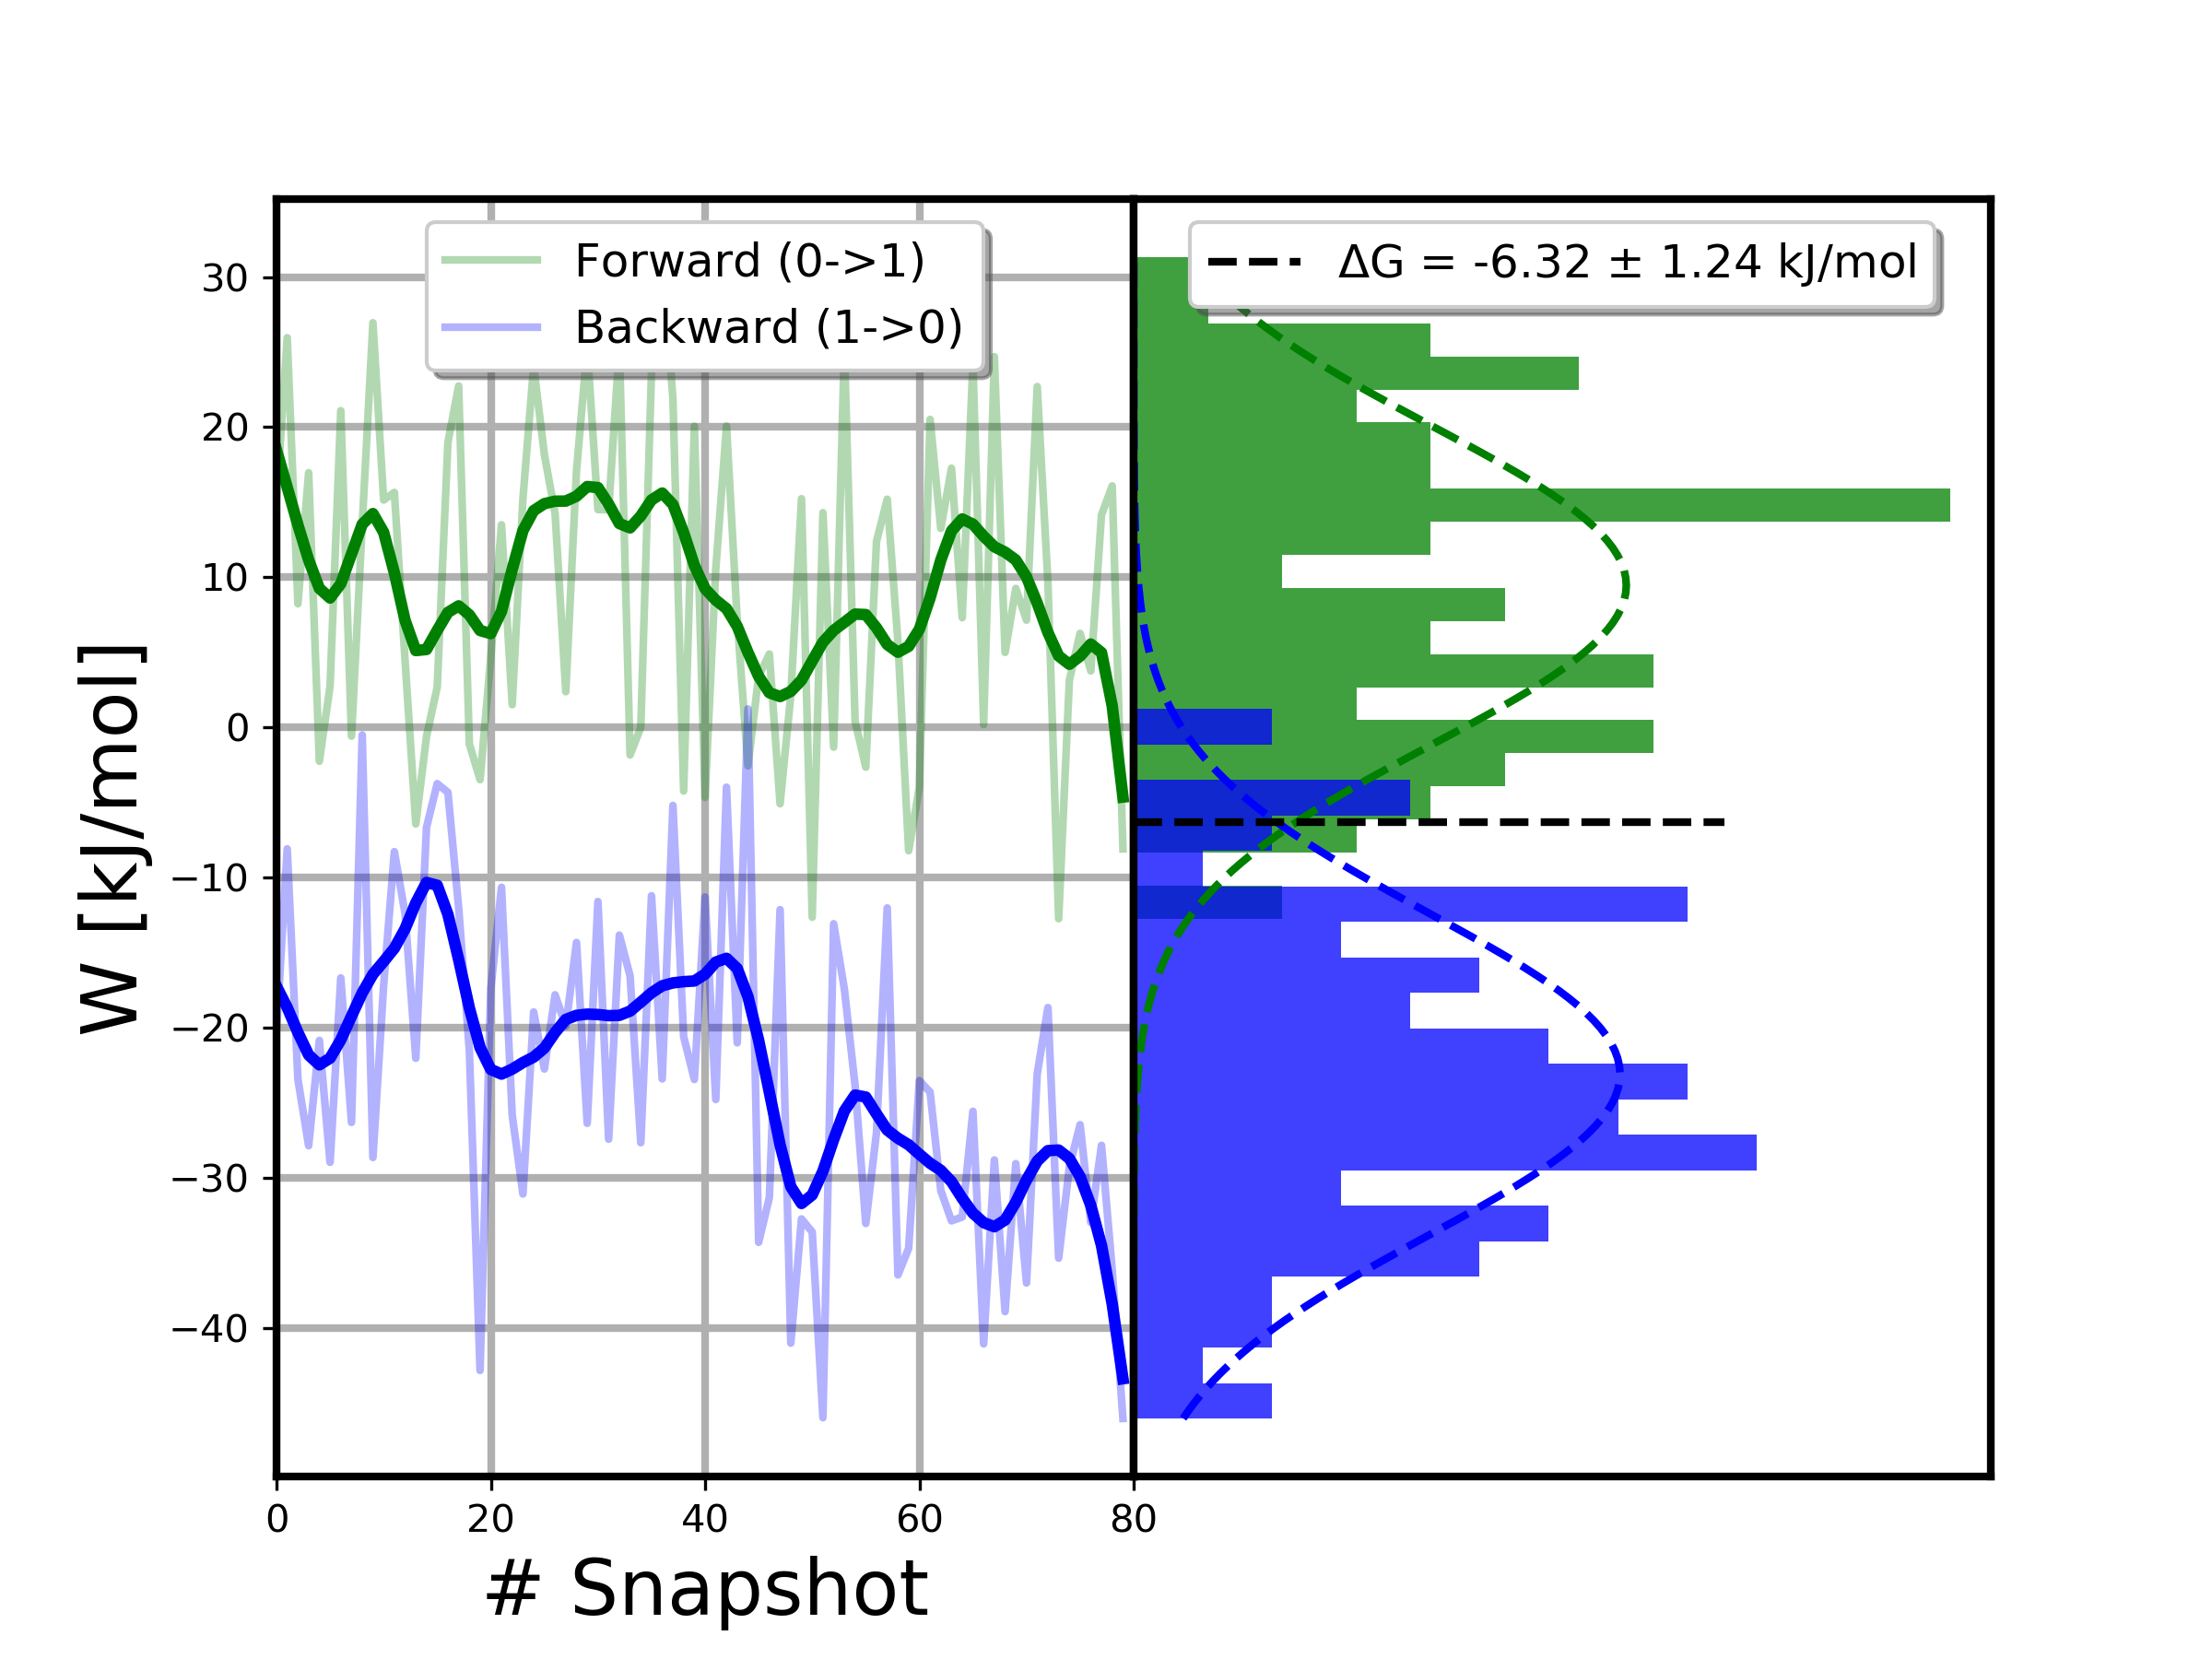 Forward (0->1)
Backward (1->0)
ΔG = -6.32 ± 1.24 kJ/mol
W [kJ/mol]
30
20
10
0
−10
−20
−30
−40
0 20 40 60 80
# Snapshot